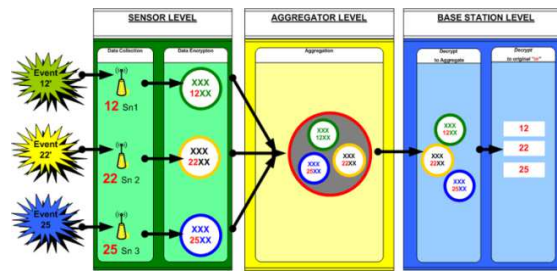 SENSOR LEVEL
AGGREGATOR LEVEL
BASE STATION LEVEL
Data Collection
Data Encryption
Aggregation
Decrypt
to Aggregate
Decrypt
to original "m"
Event
12'
12 Sn1
XXX
12XX
Event
22'
22 Sn 2
XXX
22XX
Event
25
25 Sn 3
XXX
25XX
XXX
12XX
XXX
22XX
XXX
25XX
XXX
12XX
XXX
22XX
XXX
25XX
12
22
25